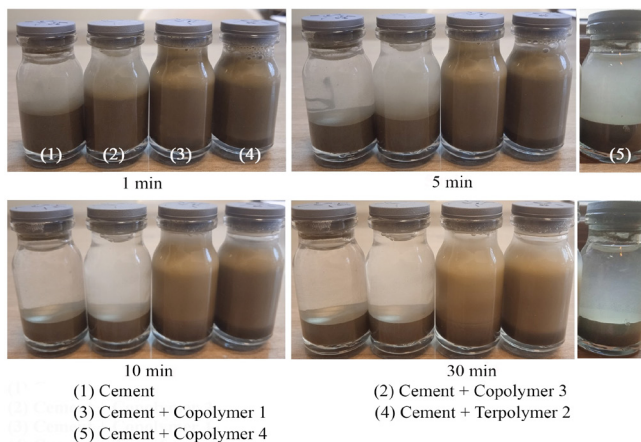 (1) (2) (3) (4) (5)
1 min 5 min
10 min 30 min
(1) Cement (2) Cement + Copolymer 3
(3) Cement + Copolymer 1 (4) Cement + Terpolymer 2
(5) Cement + Copolymer 4